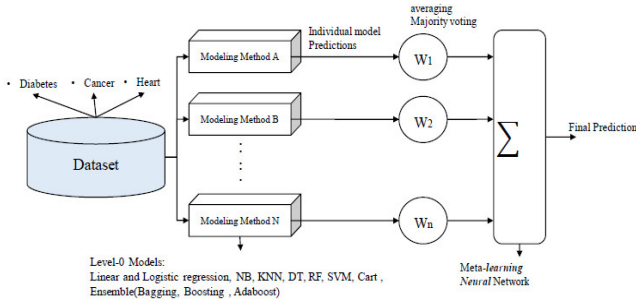 averaging
Majority voting
Individual model
Predictions
• Diabetes • Cancer • Heart
Modeling Method A
W1
Dataset
Modeling Method B
W2
∑
Final Prediction
Modeling Method N
Wn
Level-0 Models:
Linear and Logistic regression, NB, KNN, DT, RF, SVM, Cart ,
Ensemble(Bagging, Boosting , Adaboost)
Meta-learning
Neural Network